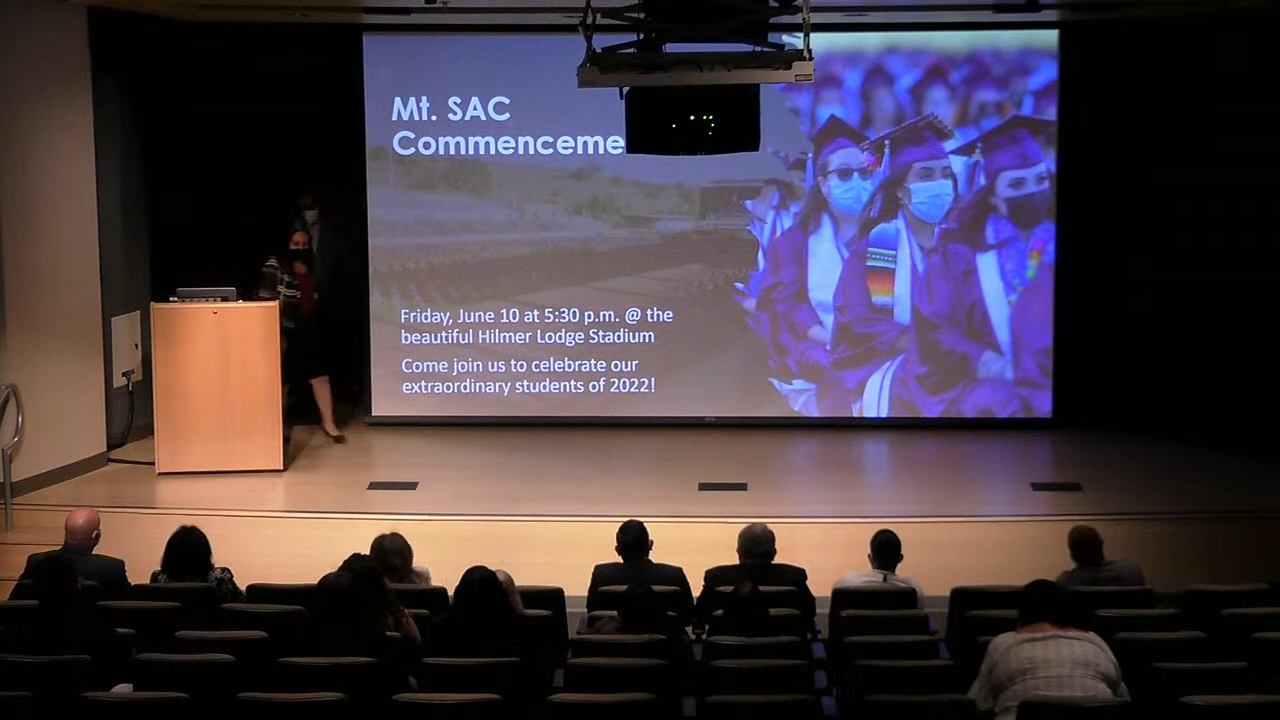 Mt. SAC
Commenceme
Friday, June 10 at 5:30 p.m. @ the
beautiful Hilmer Lodge Stadium
Come join us to celebrate our
extraordinary students of 2022!